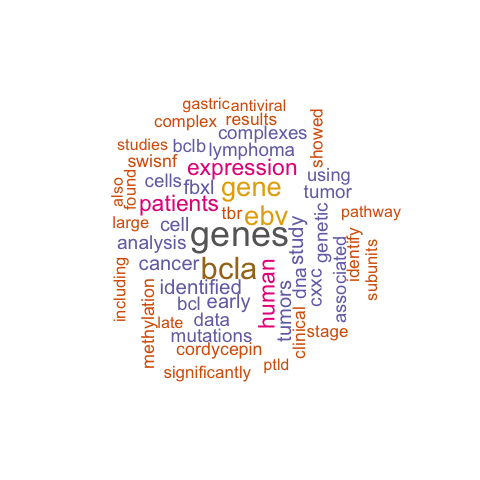 gastric antiviral
complex results
complexes
showed
studies bclb lymphoma
swisnf expression
also found cells fbxl gene using
tumor
patients tbr ebv pathway
large cell genes study genetic
analysis
cancer bcla human dna cxxc associated identify subunits
including identified
bcl early tumors
methylation late data clinical stage
mutations
cordycepin
significantly ptld